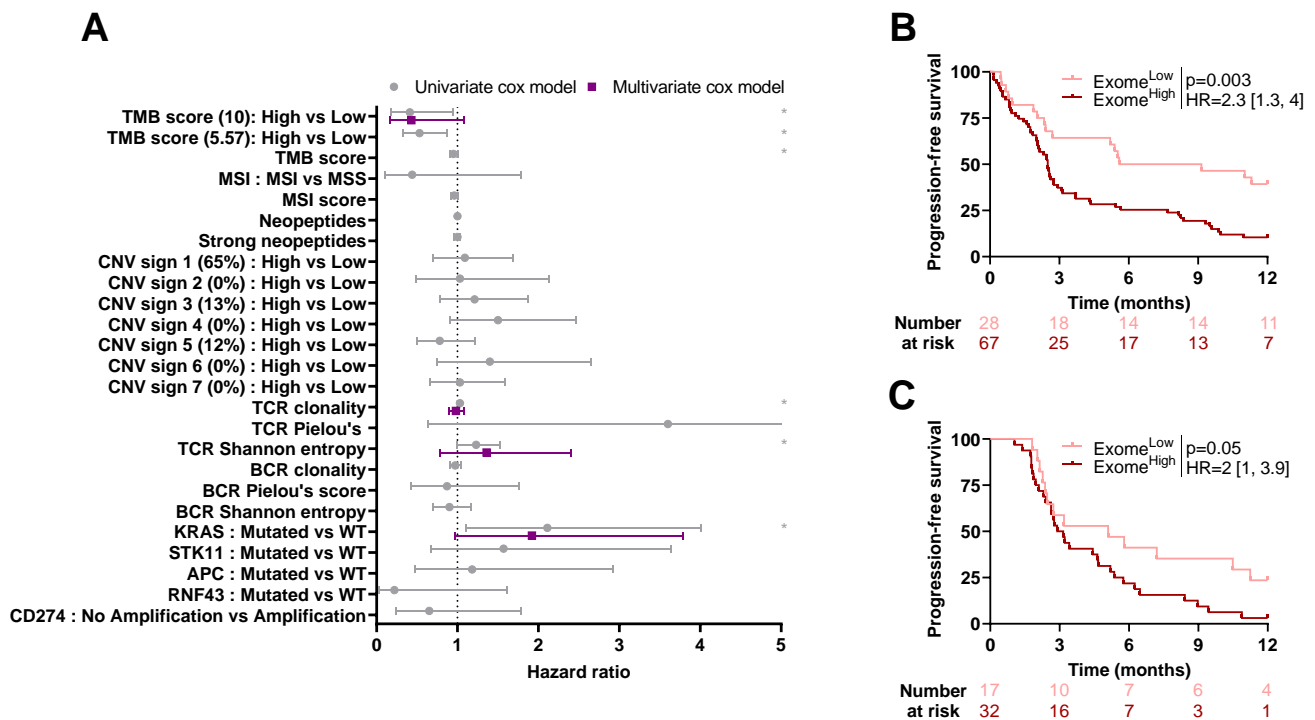 A
Univariate cox model Multivariate cox model
TMB score (10): High vs Low *
TMB score (5.57): High vs Low *
TMB score *
MSI : MSI vs MSS
MSI score
Neopeptides
Strong neopeptides
CNV sign 1 (65%) : High vs Low
CNV sign 2 (0%) : High vs Low
CNV sign 3 (13%) : High vs Low
CNV sign 4 (0%) : High vs Low
CNV sign 5 (12%) : High vs Low
CNV sign 6 (0%) : High vs Low
CNV sign 7 (0%) : High vs Low
TCR clonality *
TCR Pielou's
TCR Shannon entropy *
BCR clonality
BCR Pielou's score
BCR Shannon entropy
KRAS : Mutated vs WT *
STK11 : Mutated vs WT
APC : Mutated vs WT
RNF43 : Mutated vs WT
CD274 : No Amplification vs Amplification
0 1 2 3 4 5
Hazard ratio
B
Progression-free survival
100
75
50
25
0
Exome^Low p=0.003
Exome^High HR=2.3 [1.3, 4]
0 3 6 9 12
Time (months)
Number 28 18 14 14 11
at risk 67 25 17 13 7
C
Progression-free survival
100
75
50
25
0
Exome^Low p=0.05
Exome^High HR=2 [1, 3.9]
0 3 6 9 12
Time (months)
Number 17 10 7 6 4
at risk 32 16 7 3 1